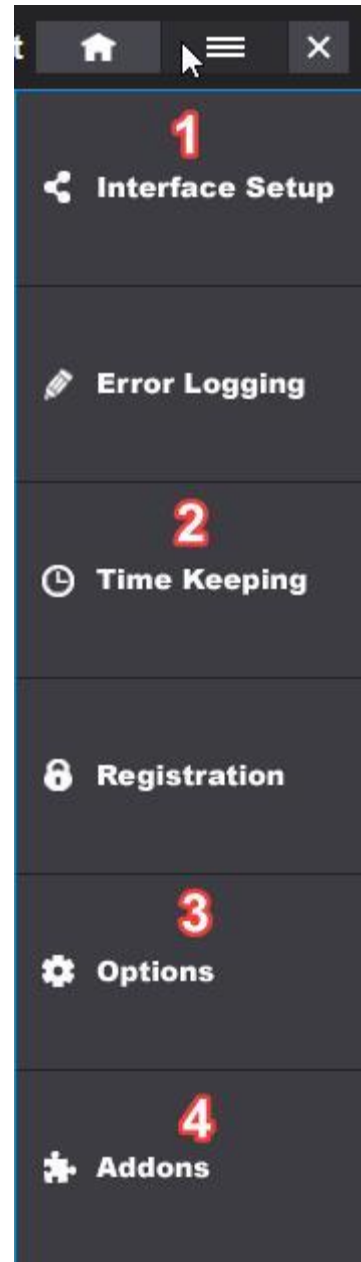 t
1
Interface Setup
Error Logging
2
Time Keeping
Registration
3
Options
4
Addons